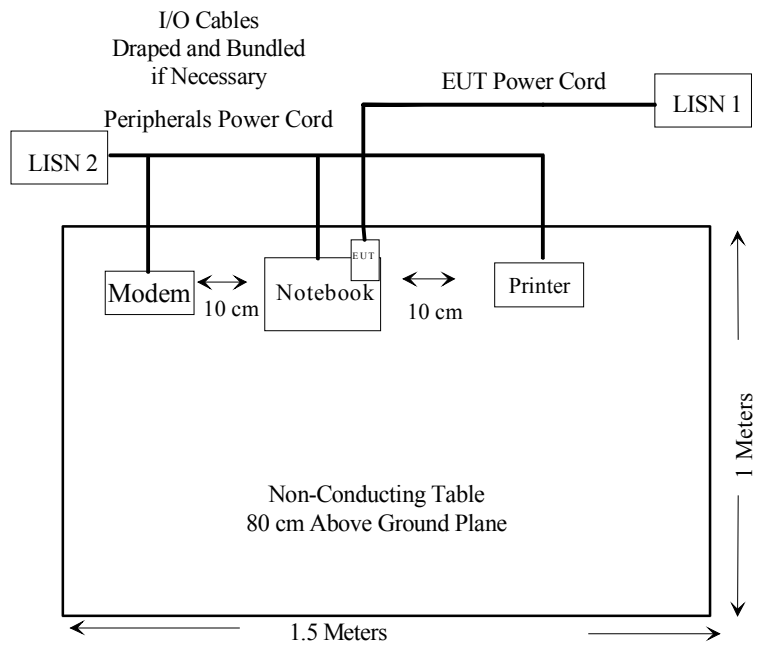 I/O Cables
Draped and Bundled
if Necessary
EUT Power Cord
LISN 1
Peripherals Power Cord
LISN 2
EUT
Modem
Notebook
Printer
10 cm
10 cm
1 Meters
Non-Conducting Table
80 cm Above Ground Plane
1.5 Meters